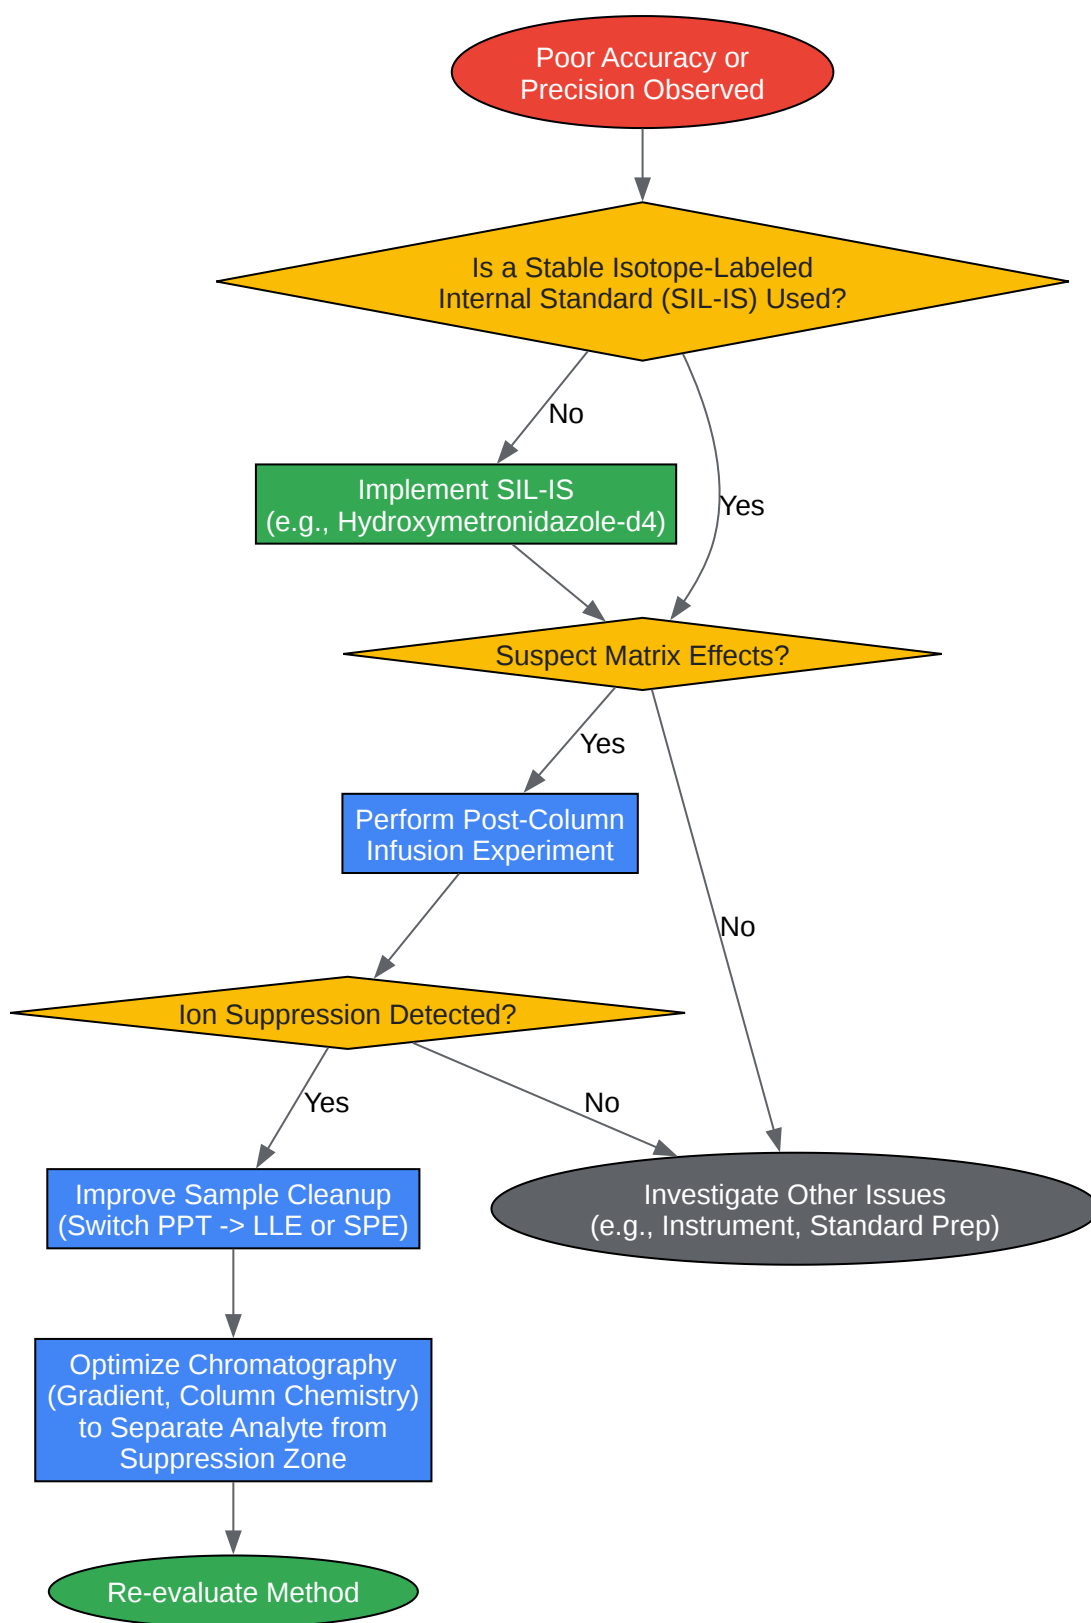 Poor Accuracy or
Precision Observed
Is a Stable Isotope-Labeled
Internal Standard (SIL-IS) Used?
No
Implement SIL-IS
(e.g., Hydroxymetronidazole-d4)
Yes
Suspect Matrix Effects?
Yes
Perform Post-Column
Infusion Experiment
No
Ion Suppression Detected?
Yes
No
Improve Sample Cleanup
(Switch PPT -> LLE or SPE)
Investigate Other Issues
(e.g., Instrument, Standard Prep)
Optimize Chromatography
(Gradient, Column Chemistry)
to Separate Analyte from
Suppression Zone
Re-evaluate Method